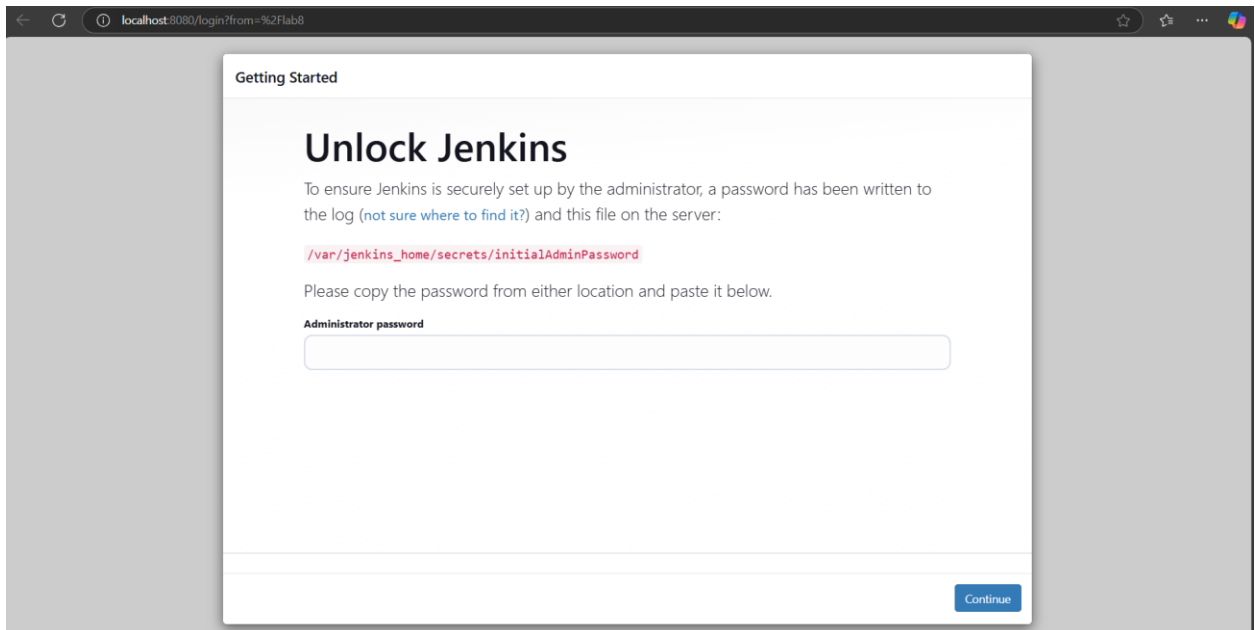 localhost:8080/login?from=%2Flab8
Getting Started
Unlock Jenkins
To ensure Jenkins is securely set up by the administrator, a password has been written to
the log (not sure where to find it?) and this file on the server:
/var/jenkins_home/secrets/initialAdminPassword
Please copy the password from either location and paste it below.
Administrator password
Continue